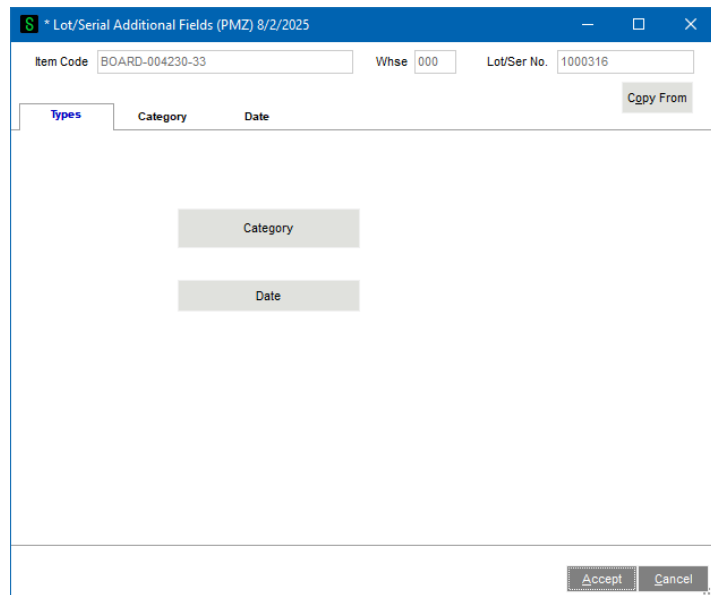 S * Lot/Serial Additional Fields (PMZ) 8/2/2025
Item Code BOARD-004230-33 Whse 000 Lot/Ser No. 1000316
Copy From
Types Category Date
Category
Date
Accept Cancel